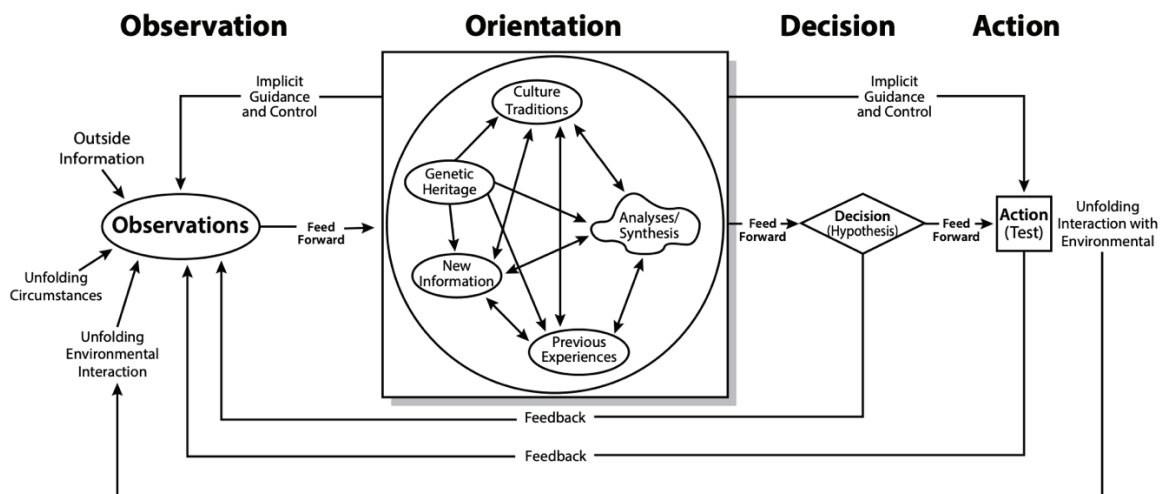 Observation
Orientation
Decision
Action
Implicit
Guidance
and Control
Outside
Information
Observations
Unfolding
Circumstances
Unfolding
Environmental
Interaction
Feed
Forward
Culture
Traditions
Genetic
Heritage
Analyses/
Synthesis
New
Information
Previous
Experiences
Feed
Forward
Decision
(Hypothesis)
Feed
Forward
Implicit
Guidance
and Control
Action
(Test)
Unfolding
Interaction with
Environmental
Feedback
Feedback